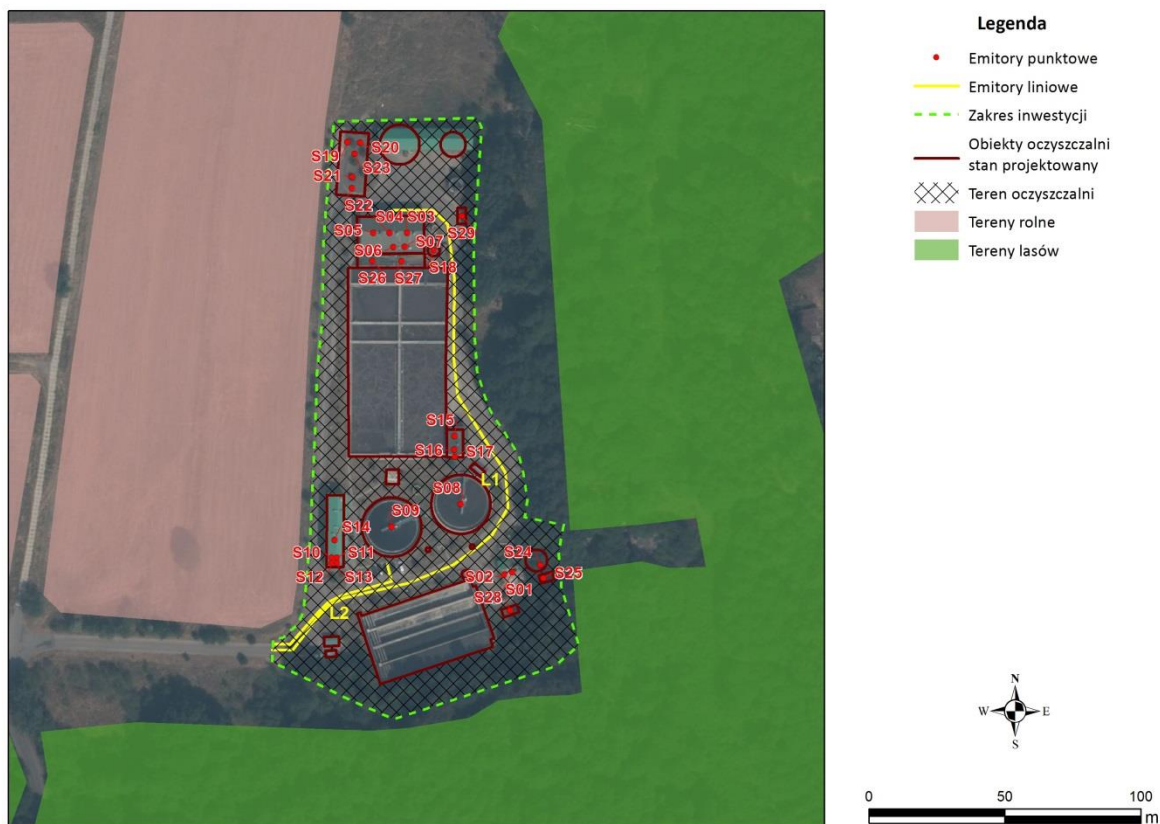 Legenda
Emitory punktowe
Emitory liniowe
Zakres inwestycji
Obiekty oczyszczalni
stan projektowany
Teren oczyszczalni
Tereny rolne
Tereny lasów
S19
S20
S23
S21
S22
S04
S03
S05
S29
S07
S06
S18
S26
S27
S15
S16
S17
S08
L1
S09
S14
S10
S11
S12
S13
S24
S02
S25
S01
S28
L2
N
W
E
S
0
50
100
m